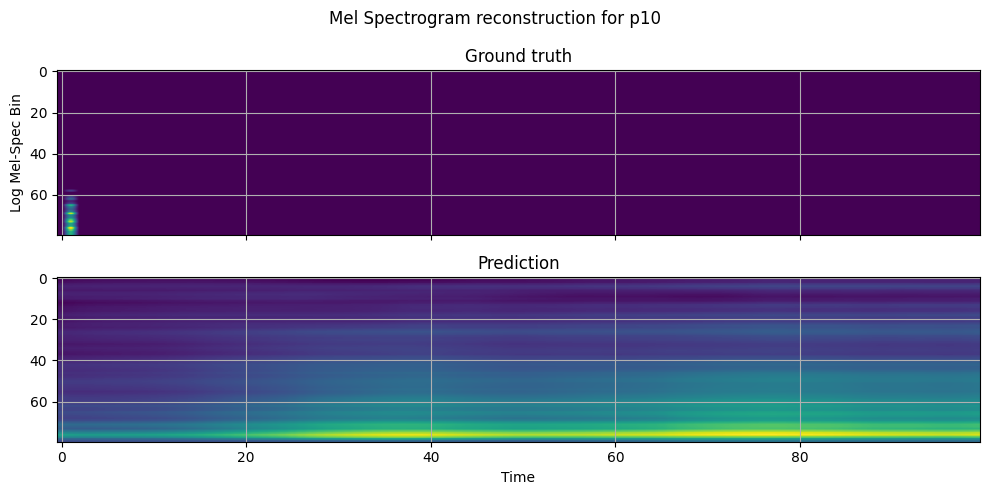 Mel Spectrogram reconstruction for p10
Ground truth
0
20
40
60
Log Mel-Spec Bin
Prediction
0
20
40
60
0 20 40 60 80
Time